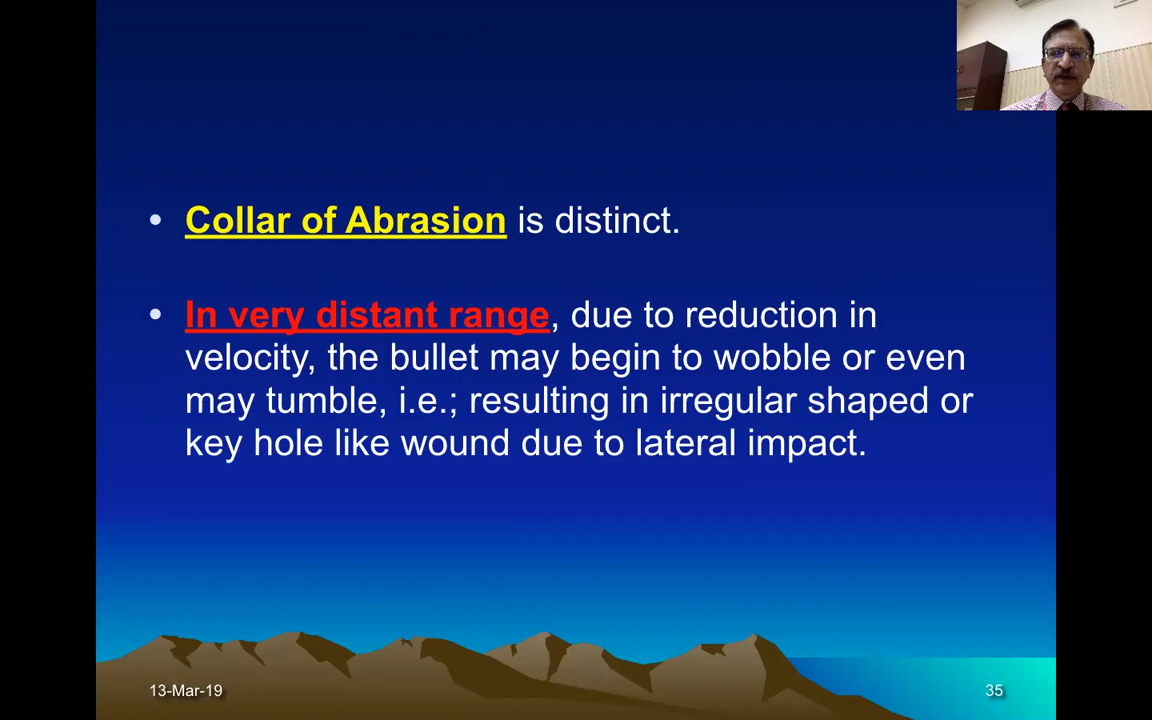 • Collar of Abrasion is distinct.
• In very distant range, due to reduction in
velocity, the bullet may begin to wobble or even
may tumble, i.e.; resulting in irregular shaped or
key hole like wound due to lateral impact.
13-Mar-19
35